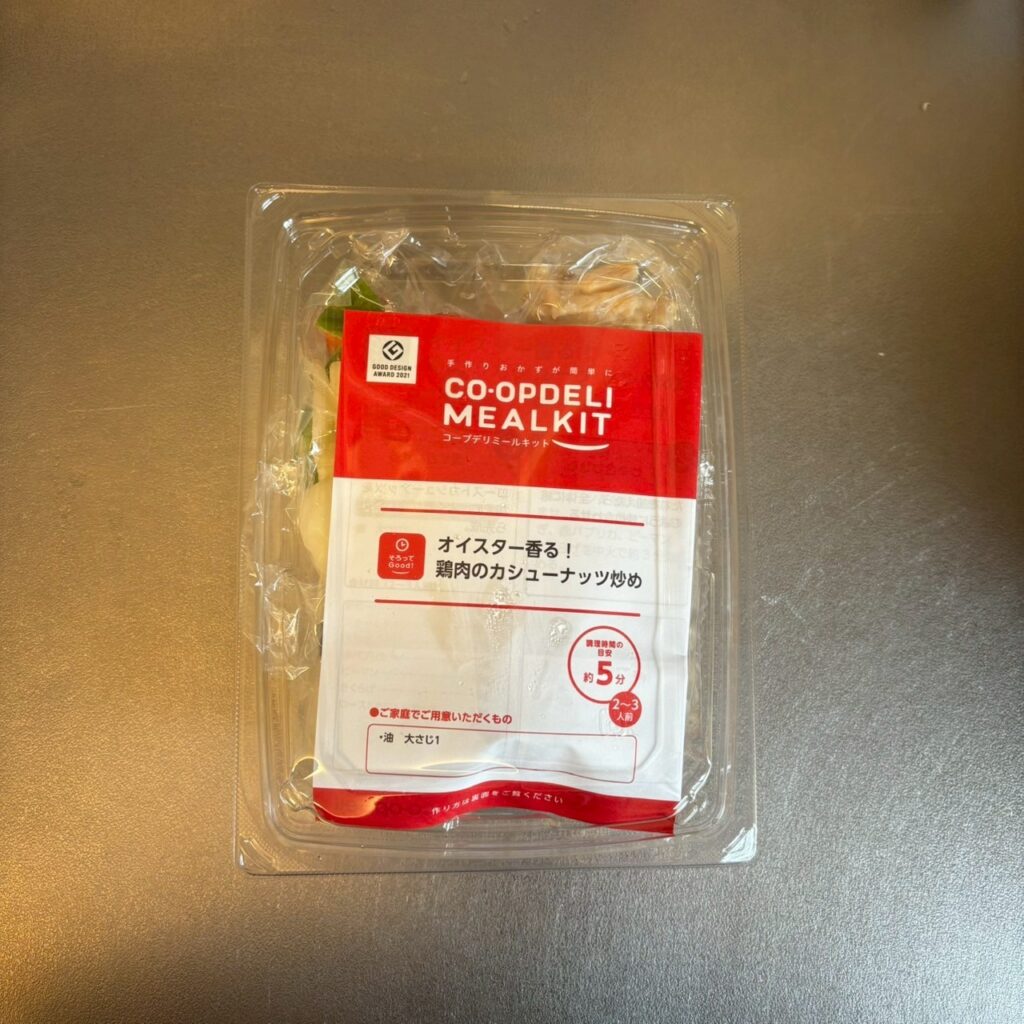 GOOD DESIGN
AWARD 2021
手作りおかずが簡単に
CO·OPDELI
MEALKIT
コープデリミールキット
そろって
Good!
オイスター香る！
鶏肉のカシューナッツ炒め
調理時間の
目安
約5分
2〜3
人前
●ご家庭でご用意いただくもの
・油 大さじ1
作り方は裏面をご覧ください